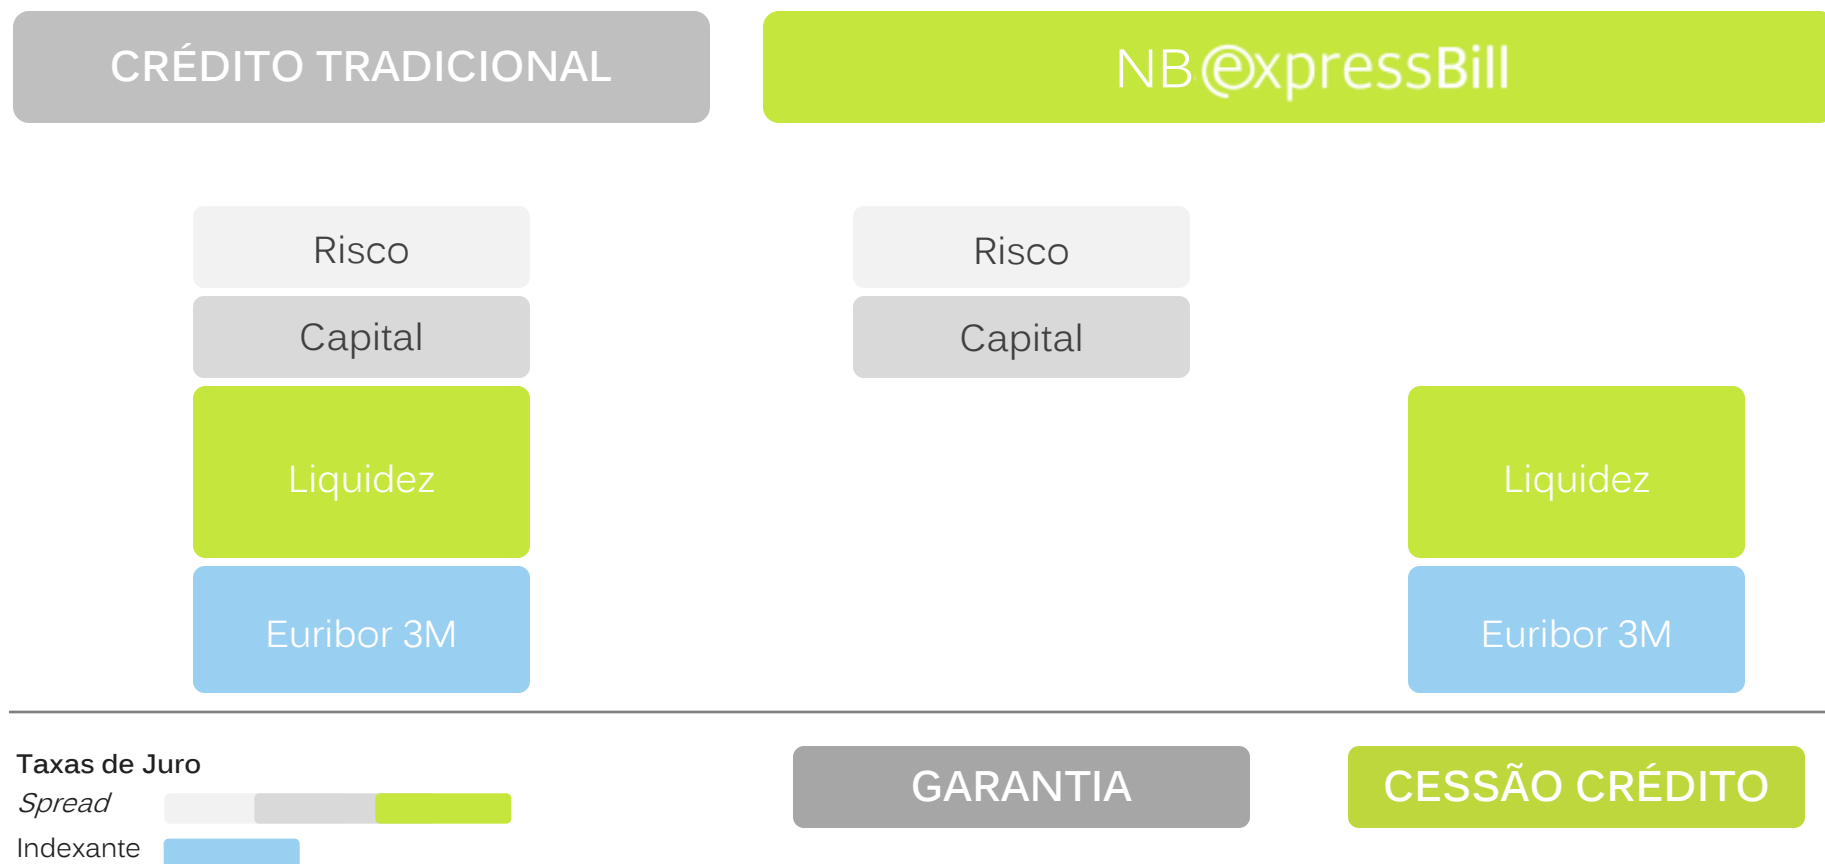 CRÉDITO TRADICIONAL
NB expressBill
Risco
Capital
Liquidez
Euribor 3M
Risco
Capital
Liquidez
Euribor 3M
Taxas de Juro
Spread
Indexante
GARANTIA
CESSÃO CRÉDITO